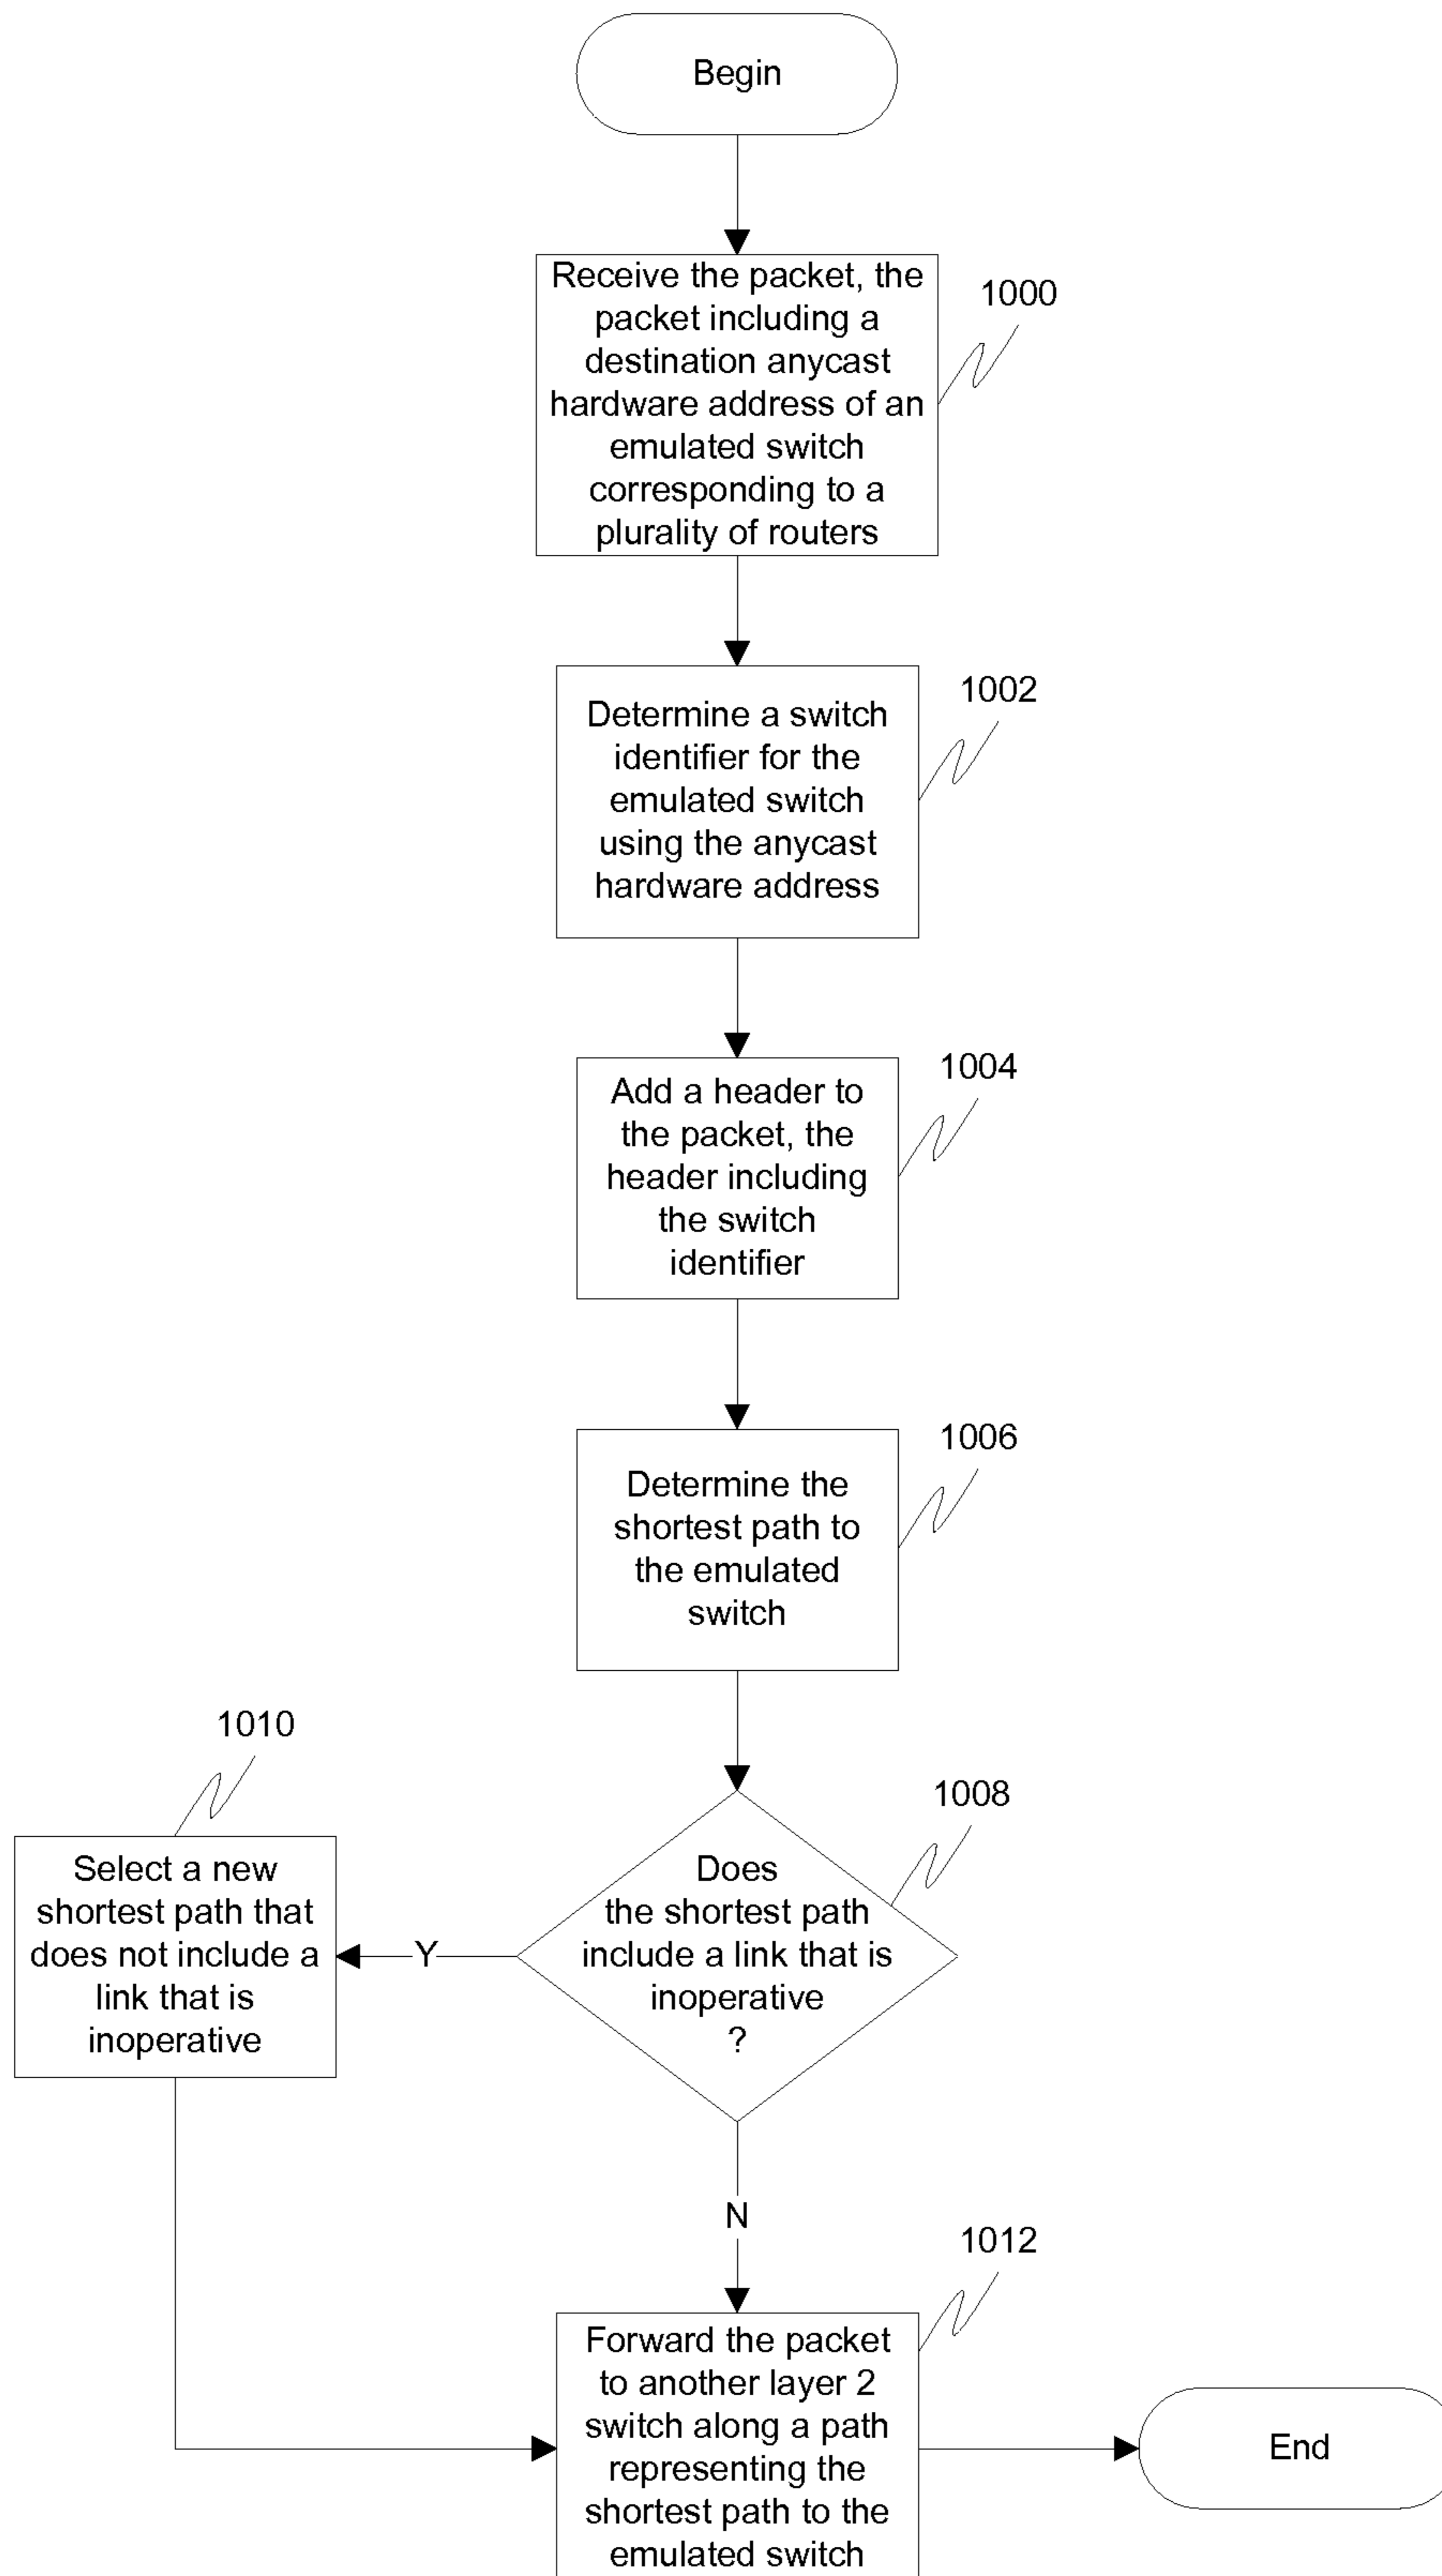 Begin
Receive the packet, the
packet including a
destination anycast
hardware address of an
emulated switch
corresponding to a
plurality of routers
1000
Determine a switch
identifier for the
emulated switch
using the anycast
hardware address
1002
Add a header to
the packet, the
header including
the switch
identifier
1004
Determine the
shortest path to
the emulated
switch
1006
1010
Select a new
shortest path that
does not include a
link that is
inoperative
Y
Does
the shortest path
include a link that is
inoperative
?
1008
N
Forward the packet
to another layer 2
switch along a path
representing the
shortest path to the
emulated switch
1012
End